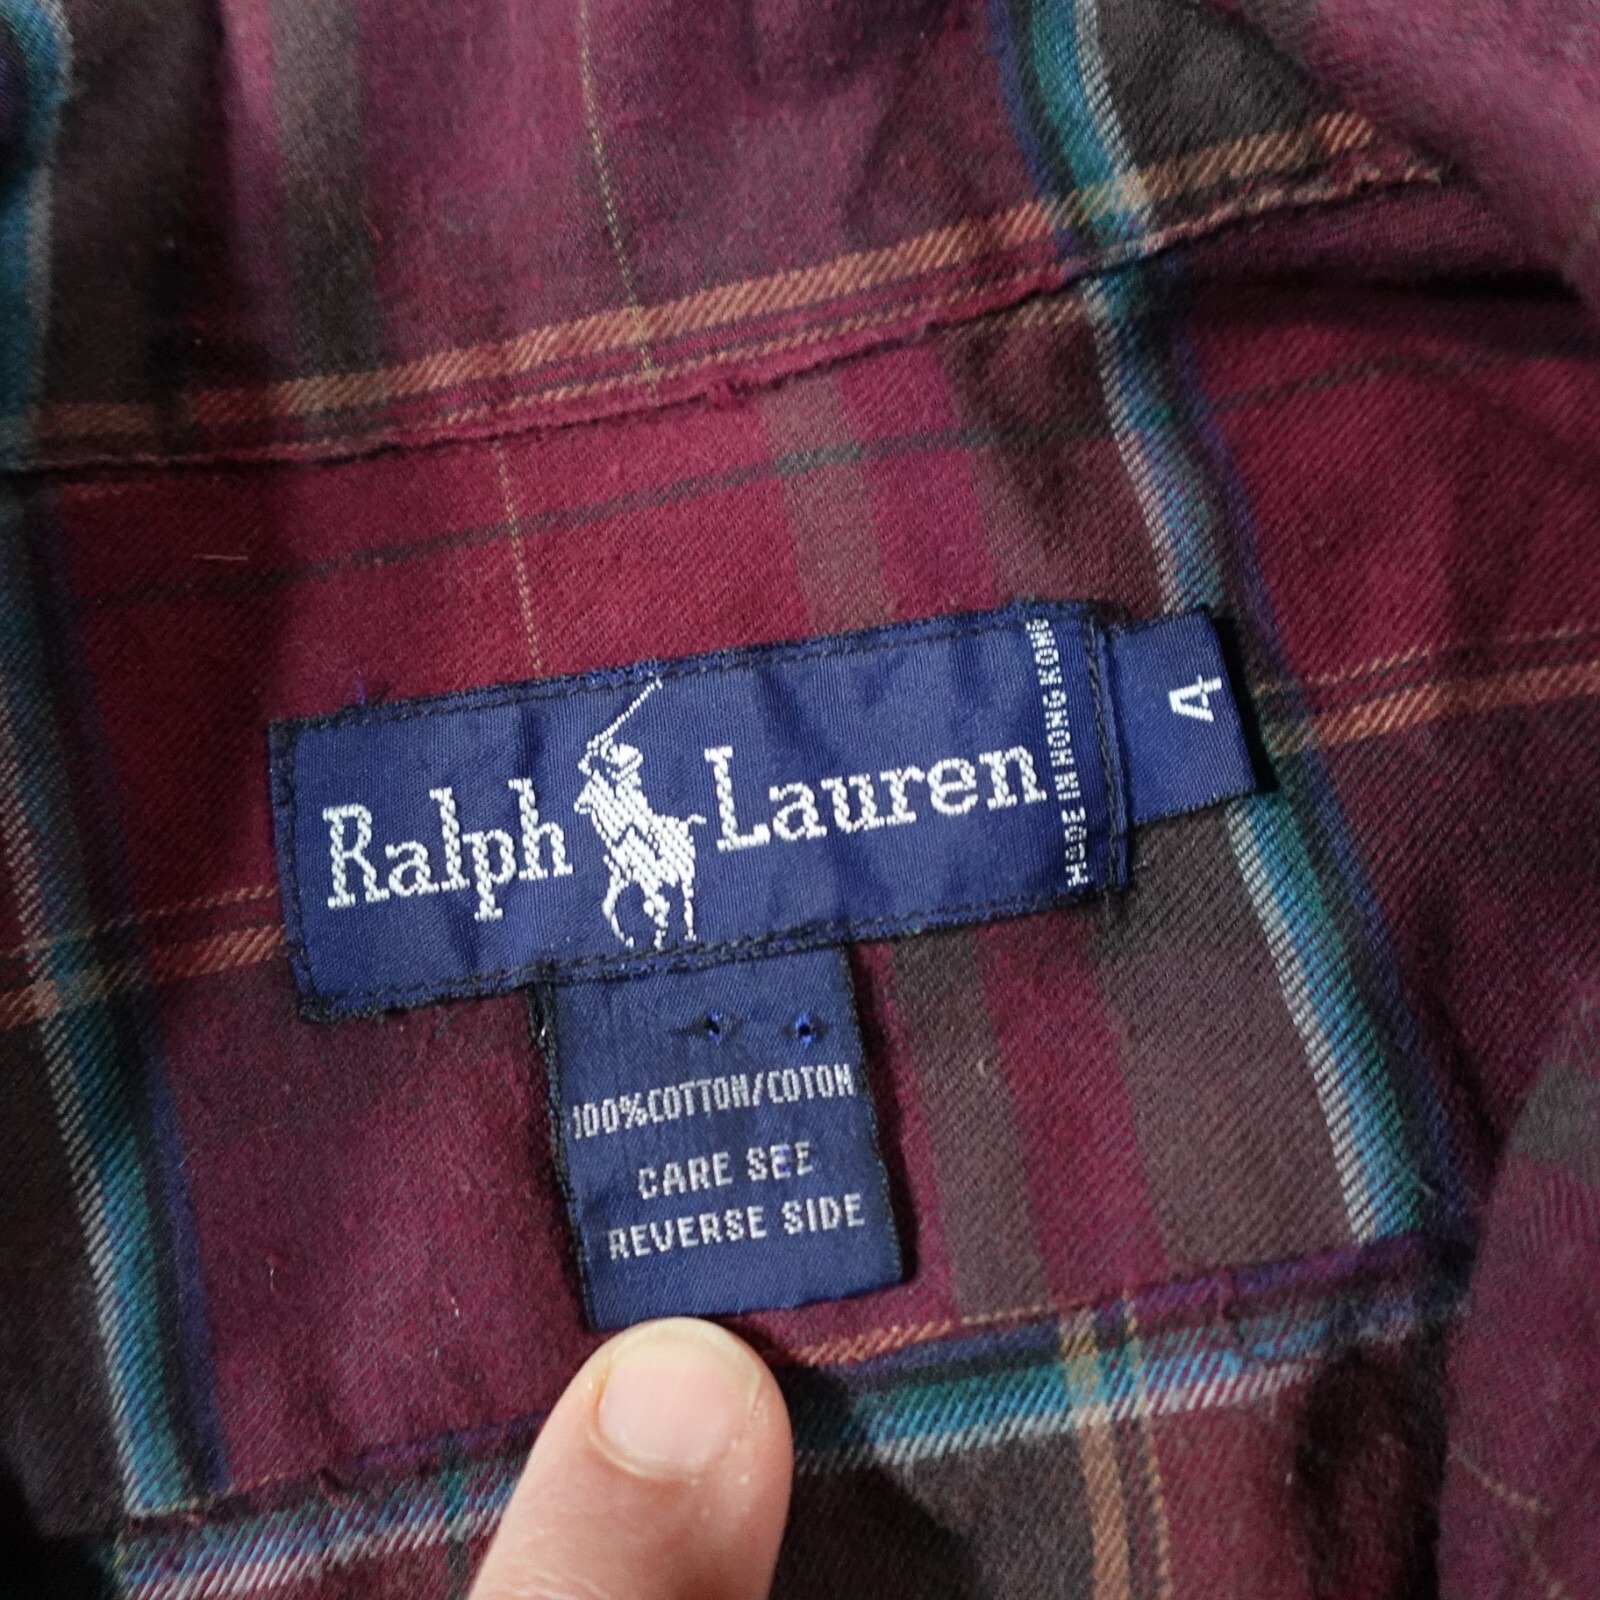 Ralph Lauren
MADE IN HONG KONG
4
100%COTTON/COTON
CARE SEE
REVERSE SIDE